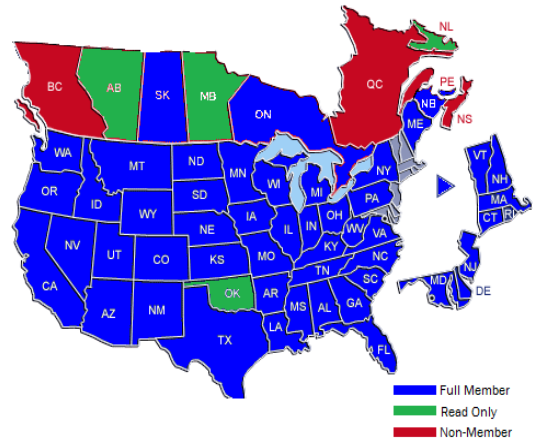 NL
BC
AB
SK
MB
ON
QC
PE
NB
NS
ME
WA
MT
ND
MN
OR
ID
WY
SD
WI
MI
NY
VT
NH
MA
CT
RI
NV
UT
CO
NE
IA
IL
IN
OH
PA
WV
VA
NJ
MD
DE
CA
AZ
NM
KS
MO
KY
TN
NC
SC
OK
AR
MS
AL
GA
TX
LA
FL
Full Member
Read Only
Non-Member